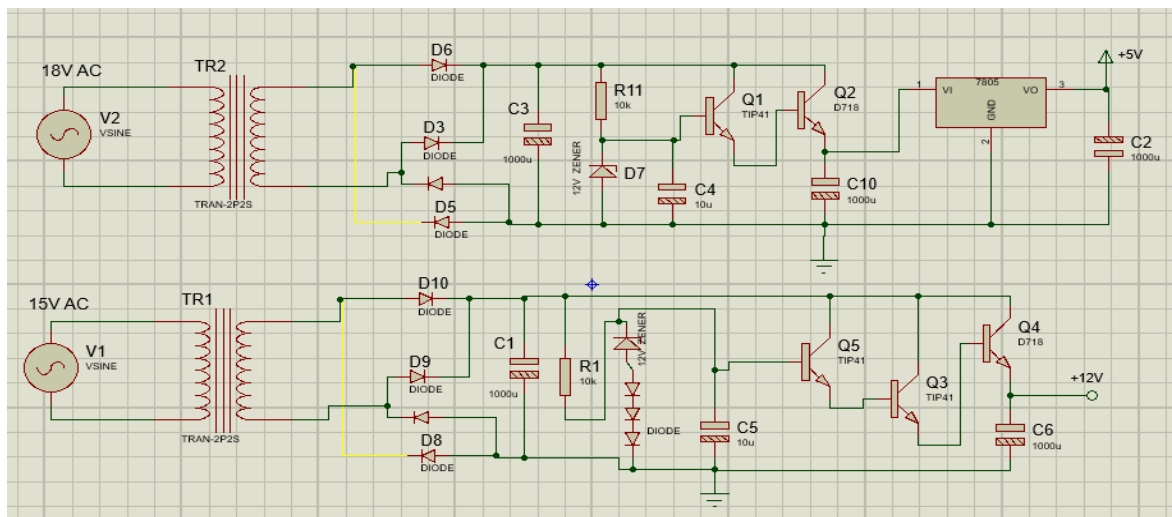 18V AC
V2
VSINE
TR2
TRAN-2P2S
D6
DIODE
D3
DIODE
D5
DIODE
C3
1000u
R11
10k
12V ZENER
D7
C4
10u
Q1
TIP41
Q2
D718
C10
1000u
7805
1
VI
VO
3
GND
2
+5V
C2
1000u
15V AC
V1
VSINE
TR1
TRAN-2P2S
D10
DIODE
D9
DIODE
D8
DIODE
C1
1000u
R1
10k
12V ZENER
DIODE
C5
10u
Q5
TIP41
Q3
TIP41
Q4
D718
+12V
C6
1000u